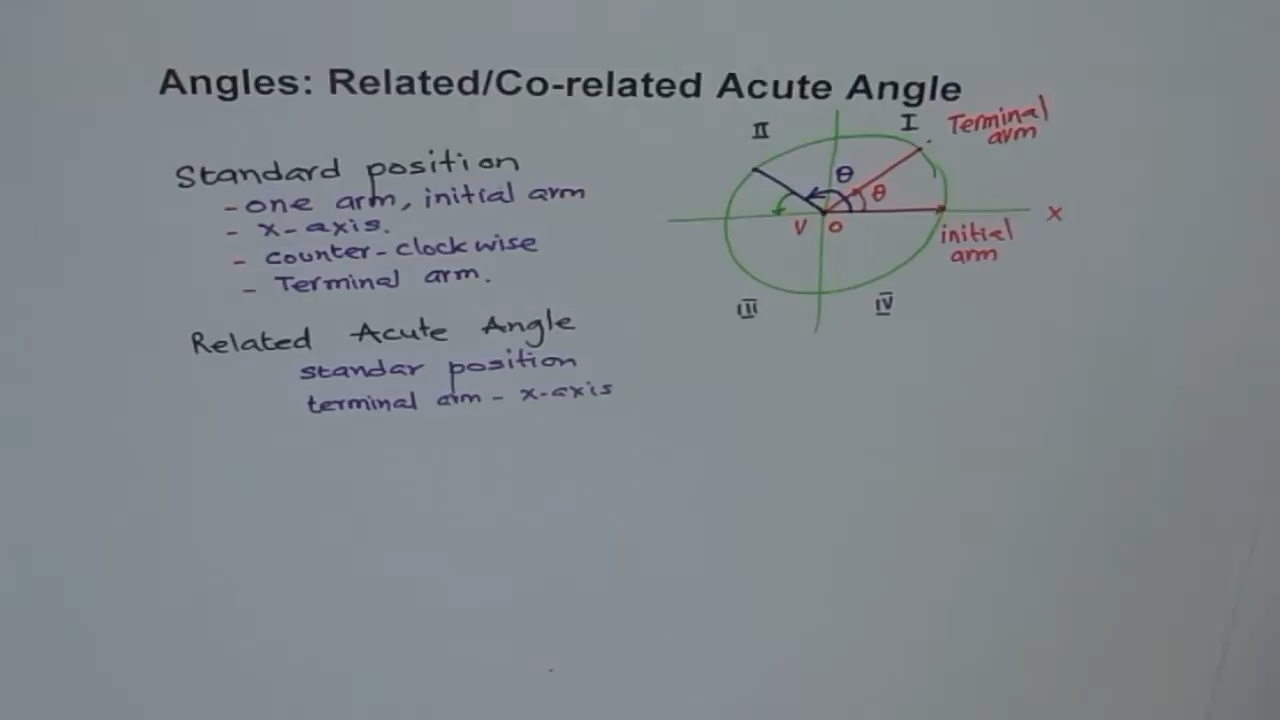 Angles: Related/Co-related Acute Angle
Standard position
- one arm, initial arm
- x-axis.
- counter-clockwise
- Terminal arm.
Related Acute Angle
standar position
terminal arm - x-axis
II
I
Terminal
arm
θ
θ
V
O
x
initial
arm
III
IV